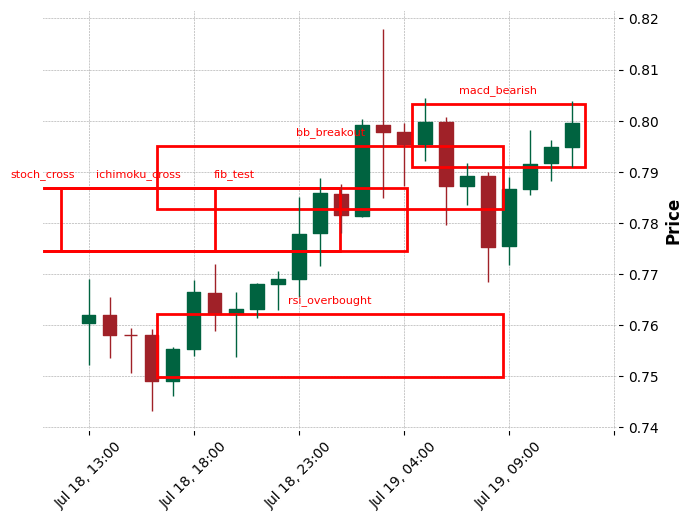 0.82
0.81
macd_bearish
0.80
bb_breakout
0.79
stoch_cross ichimoku_cross fib_test
0.78
Price
0.77
rsi_overbought
0.76
0.75
0.74
Jul 18, 13:00 Jul 18, 18:00 Jul 18, 23:00 Jul 19, 04:00 Jul 19, 09:00